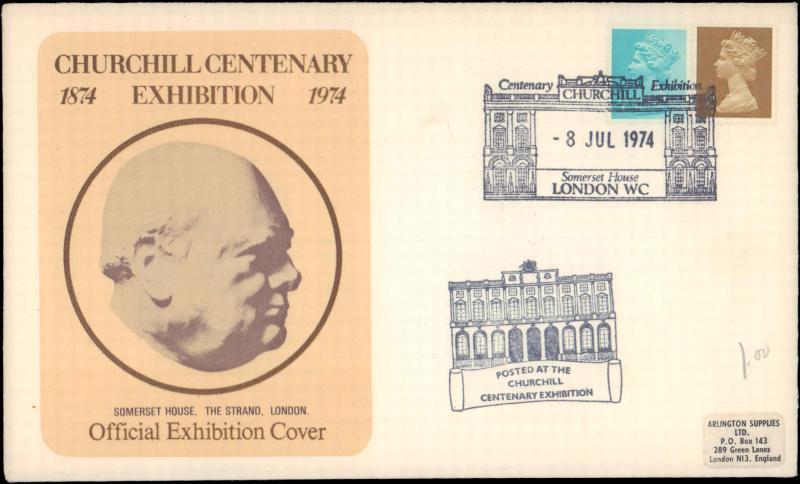 CHURCHILL CENTENARY
1874 EXHIBITION 1974
SOMERSET HOUSE, THE STRAND, LONDON.
Official Exhibition Cover
Centenary CHURCHILL Exhibition
- 8 JUL 1974
Somerset House
LONDON WC
POSTED AT THE
CHURCHILL
CENTENARY EXHIBITION
1.00
ARLINGTON SUPPLIES
LTD.
P.O. Box 143
289 Green Lanes
London N13, England